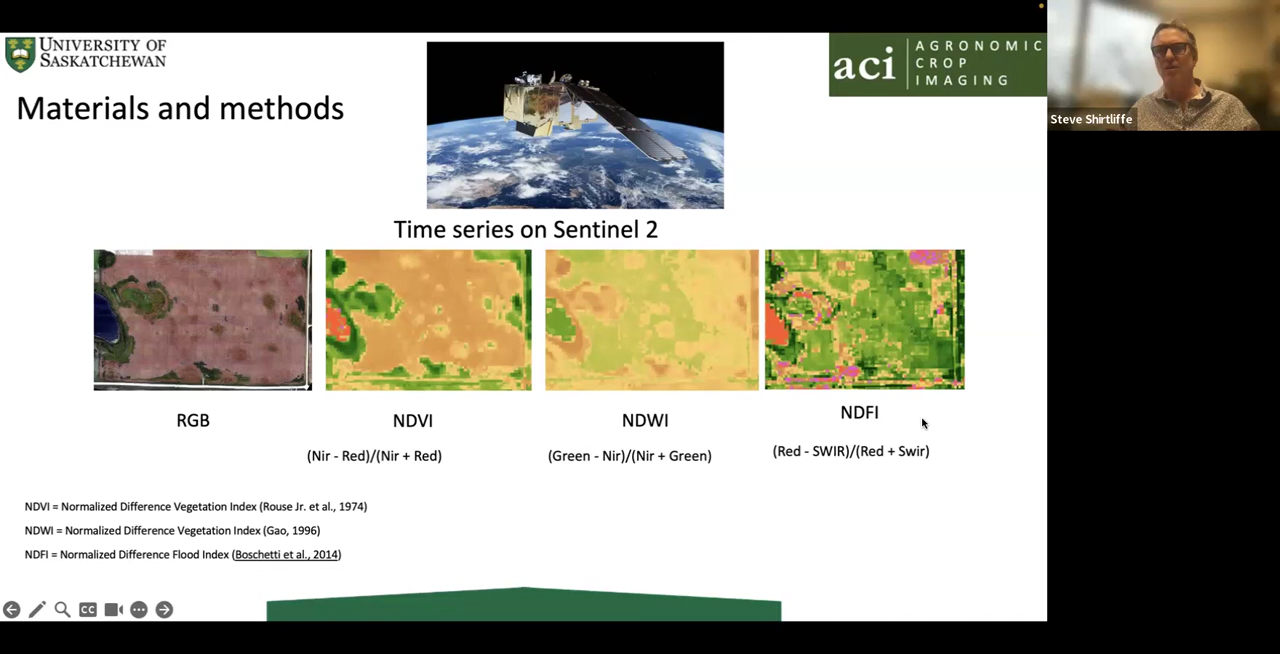 UNIVERSITY OF
SASKATCHEWAN
aci
AGRONOMIC
CROP
IMAGING
Steve Shirtliffe
Materials and methods
Time series on Sentinel 2
RGB
NDVI
NDWI
NDFI
(Nir - Red)/(Nir + Red)
(Green - Nir)/(Nir + Green)
(Red - SWIR)/(Red + Swir)
NDVI = Normalized Difference Vegetation Index (Rouse Jr. et al., 1974)
NDWI = Normalized Difference Vegetation Index (Gao, 1996)
NDFI = Normalized Difference Flood Index (Boschetti et al., 2014)
CC